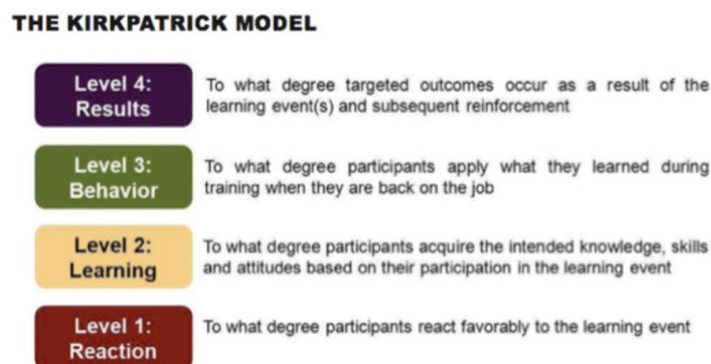 THE KIRKPATRICK MODEL
Level 4:
Results
To what degree targeted outcomes occur as a result of the
learning event(s) and subsequent reinforcement
Level 3:
Behavior
To what degree participants apply what they learned during
training when they are back on the job
Level 2:
Learning
To what degree participants acquire the intended knowledge, skills
and attitudes based on their participation in the learning event
Level 1:
Reaction
To what degree participants react favorably to the learning event